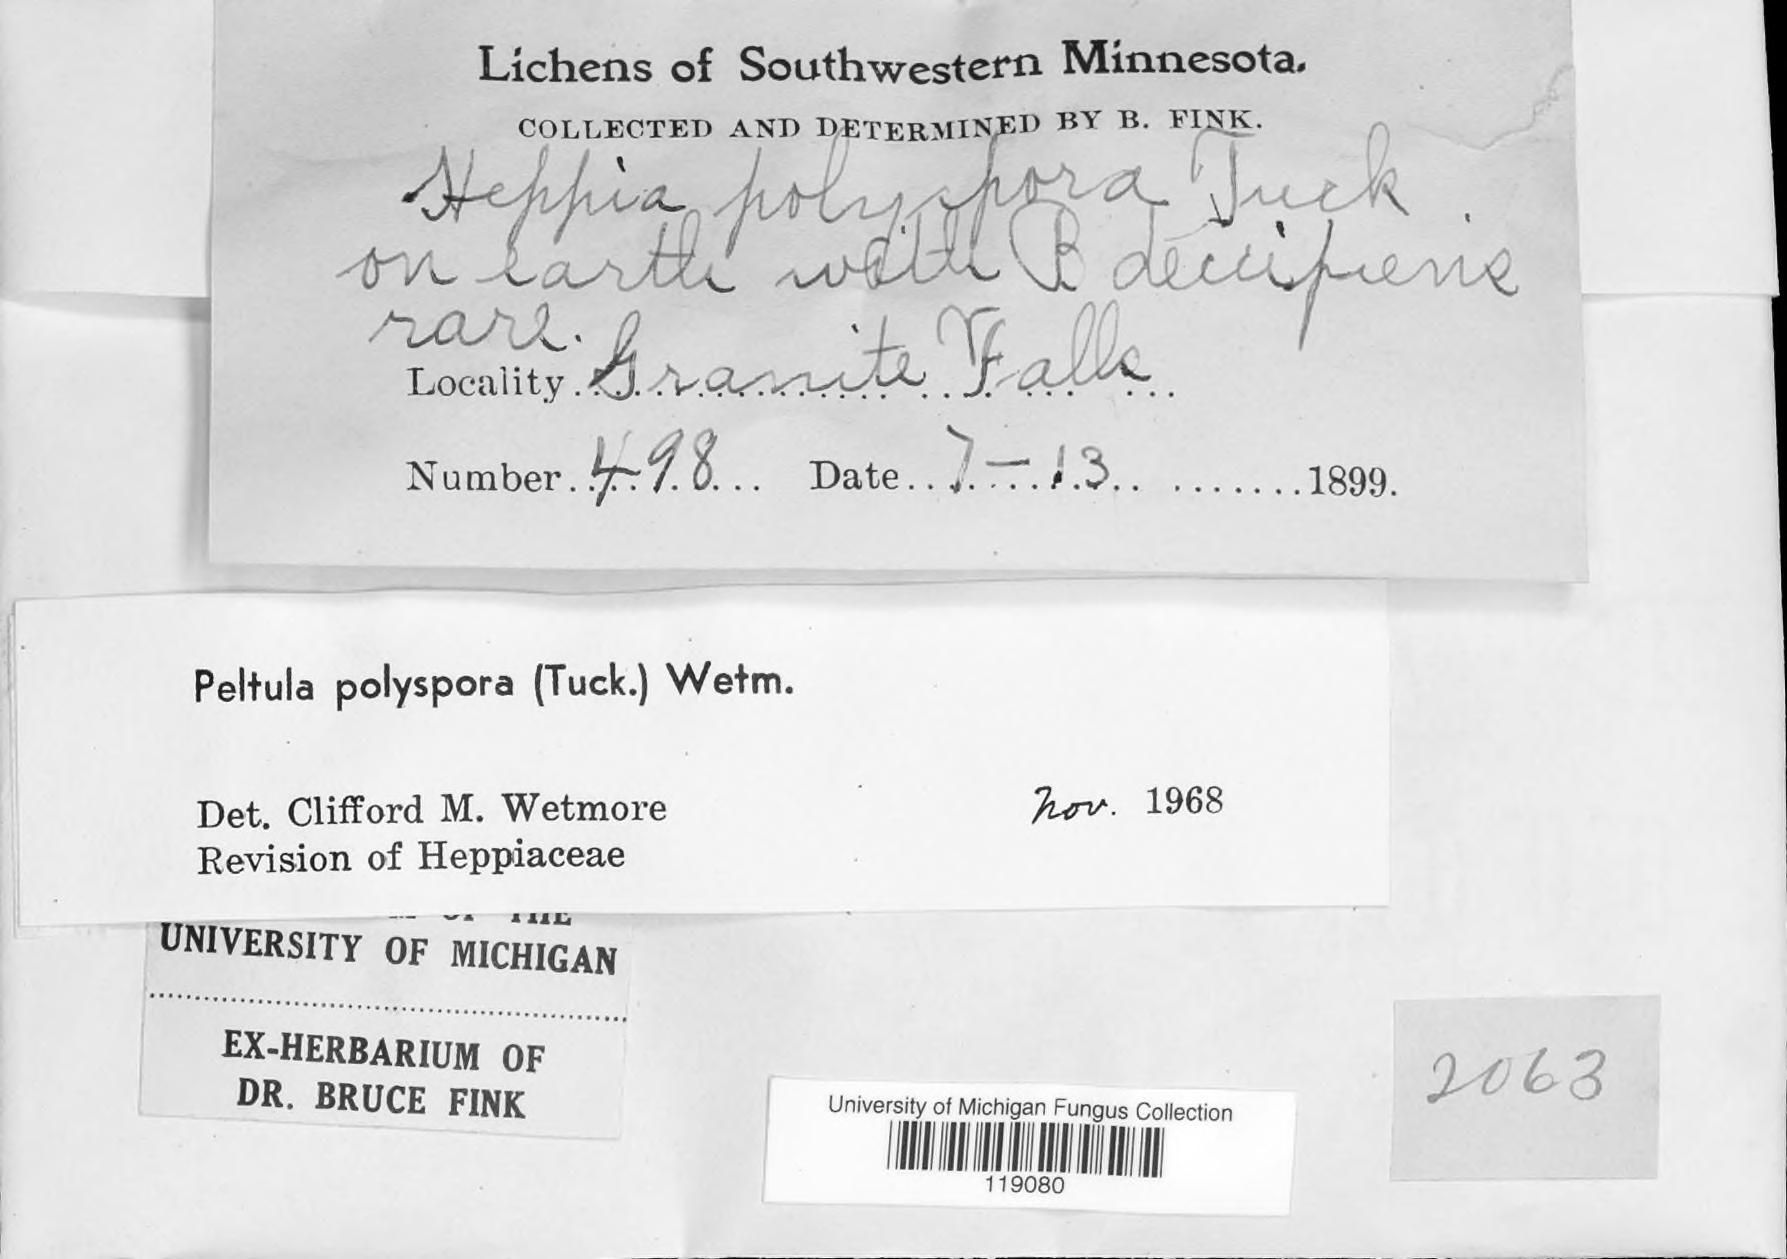 Lichens of Southwestern Minnesota.
COLLECTED AND DETERMINED BY B. FINK.
Heppia polyspora Tuck.
on earth with B decipiens
rare.
Locality Granite Falls
Number 498 Date 7-13 1899.
Peltula polyspora (Tuck.) Wetm.
Det. Clifford M. Wetmore Nov. 1968
Revision of Heppiaceae
OF THE
UNIVERSITY OF MICHIGAN
EX-HERBARIUM OF
DR. BRUCE FINK
2063
University of Michigan Fungus Collection
119080